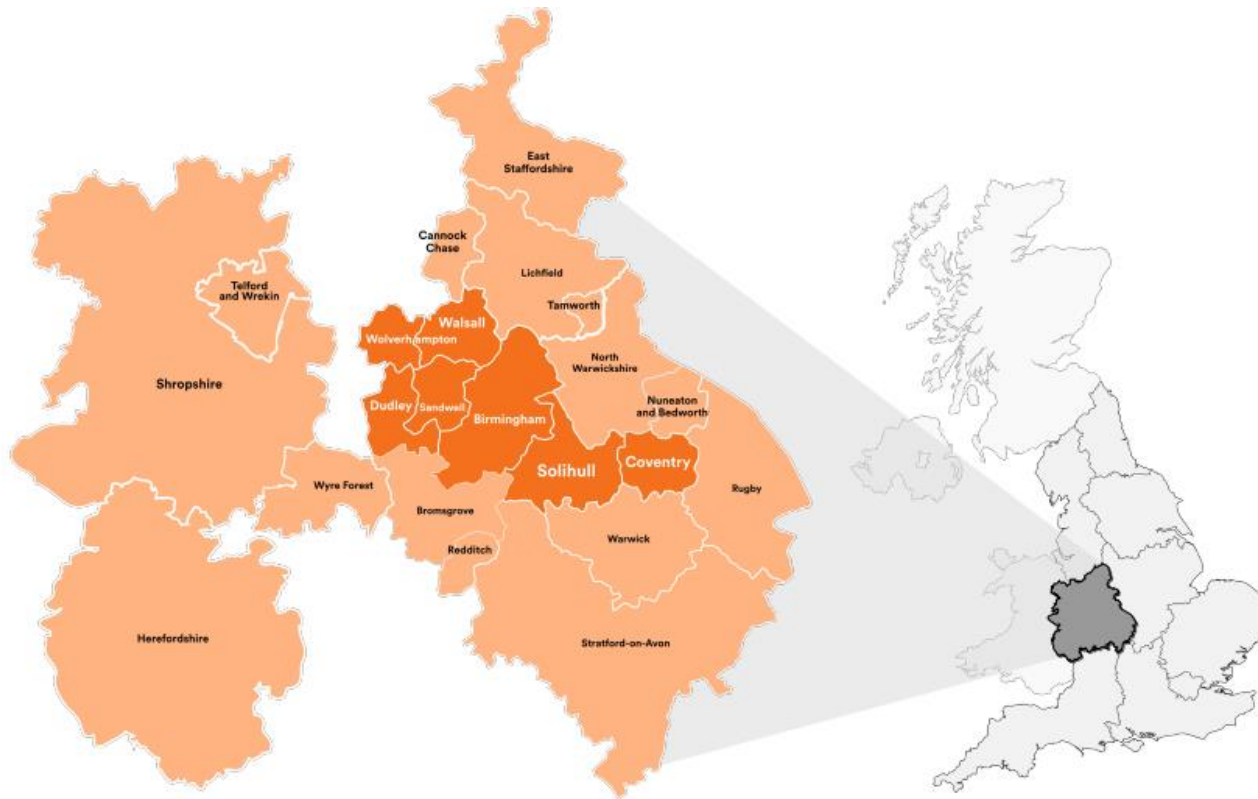 East
Staffordshire
Cannock
Chase
Lichfield
Telford
and Wrekin
Tamworth
Walsall
Wolverhampton
North
Warwickshire
Shropshire
Nuneaton
and Bedworth
Dudley
Sandwell
Birmingham
Solihull
Coventry
Wyre Forest
Rugby
Bromsgrove
Warwick
Redditch
Herefordshire
Stratford-on-Avon